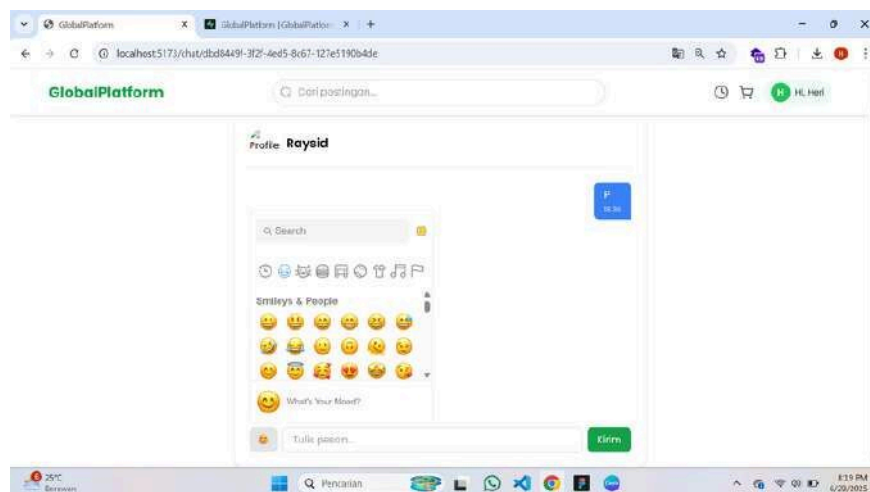 GlobalPlatform
GlobalPlatform |GlobalPlatfor
localhost:5173/chat/dbd8449f-3f2f-4ed5-8c67-127e5190b4de
GlobalPlatform
Cari postingan...
H
Hi, Heri
Profile
Raysid
P
Search
Smileys & People
What's Your Mood?
Tulis pesan...
Kirim
25°C
Berawan
Pencarian
8:19 PM
6/29/2025